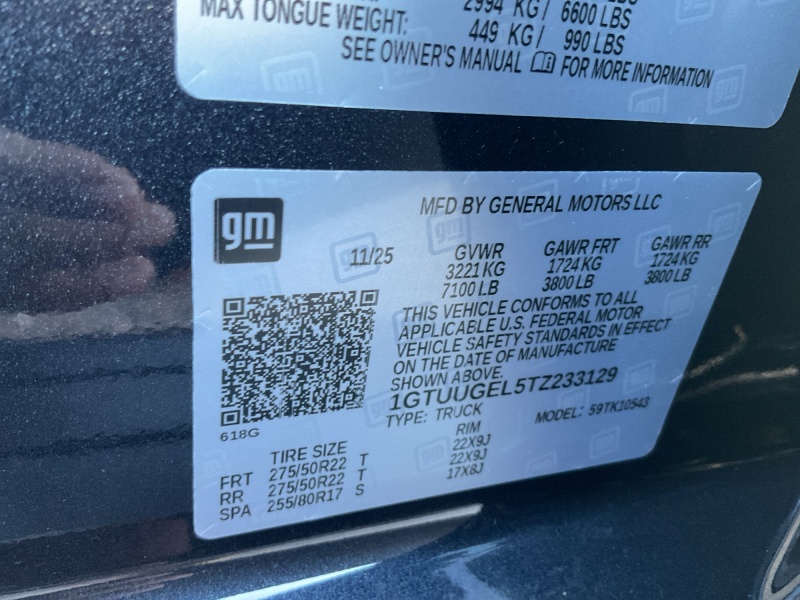 2994 KG/ 6600 LBS
MAX TONGUE WEIGHT: 449 KG/ 990 LBS
SEE OWNER'S MANUAL FOR MORE INFORMATION
gm
MFD BY GENERAL MOTORS LLC
11/25 GVWR GAWR FRT GAWR RR
3221 KG 1724 KG 1724 KG
7100 LB 3800 LB 3800 LB
THIS VEHICLE CONFORMS TO ALL
APPLICABLE U.S. FEDERAL MOTOR
VEHICLE SAFETY STANDARDS IN EFFECT
ON THE DATE OF MANUFACTURE
SHOWN ABOVE.
1GTUUGEL5TZ233129
TYPE: TRUCK MODEL: 59TK10543
618G
TIRE SIZE RIM
FRT 275/50R22 T 22X9J
RR 275/50R22 T 22X9J
SPA 255/80R17 S 17X8J